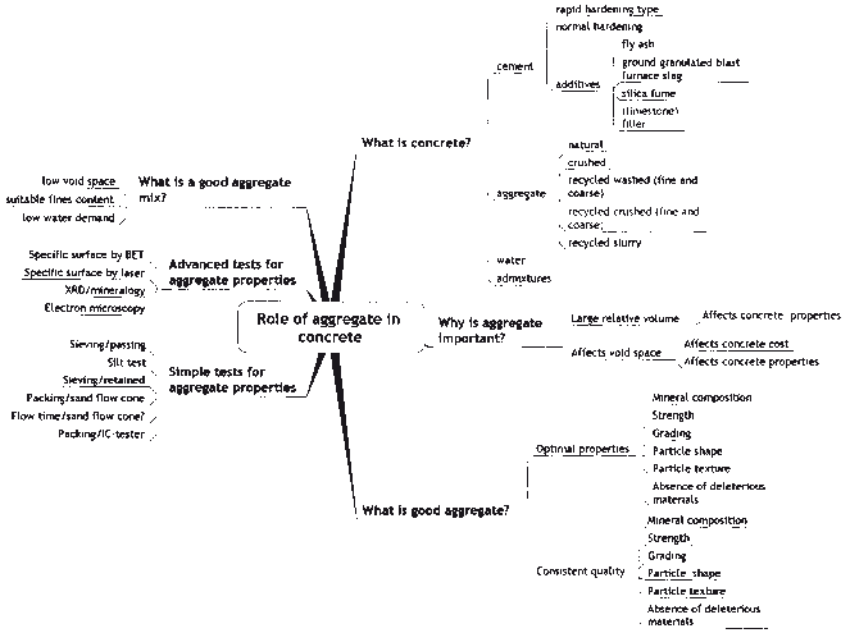 What is concrete?
cement
rapid hardening type
normal hardening
additives
fly ash
ground granulated blast
furnace slag
silica fume
(limestone)
filler
aggregate
natural
crushed
recycled washed (fine and
coarse)
recycled crushed (fine and
coarse)
recycled slurry
water
admixtures
What is a good aggregate
mix?
low void space
suitable fines content
low water demand
Advanced tests for
aggregate properties
Specific surface by BET
Specific surface by laser
XRD/mineralogy
Electron microscopy
Role of aggregate in
concrete
Why is aggregate
important?
Large relative volume
Affects concrete properties
Affects void space
Affects concrete cost
Affects concrete properties
Simple tests for
aggregate properties
Sieving/passing
Silt test
Sieving/retained
Packing/sand flow cone
Flow time/sand flow cone?
Packing/IC-tester
What is good aggregate?
Optimal properties
Mineral composition
Strength
Grading
Particle shape
Particle texture
Absence of deleterious
materials
Consistent quality
Mineral composition
Strength
Grading
Particle shape
Particle texture
Absence of deleterious
materials